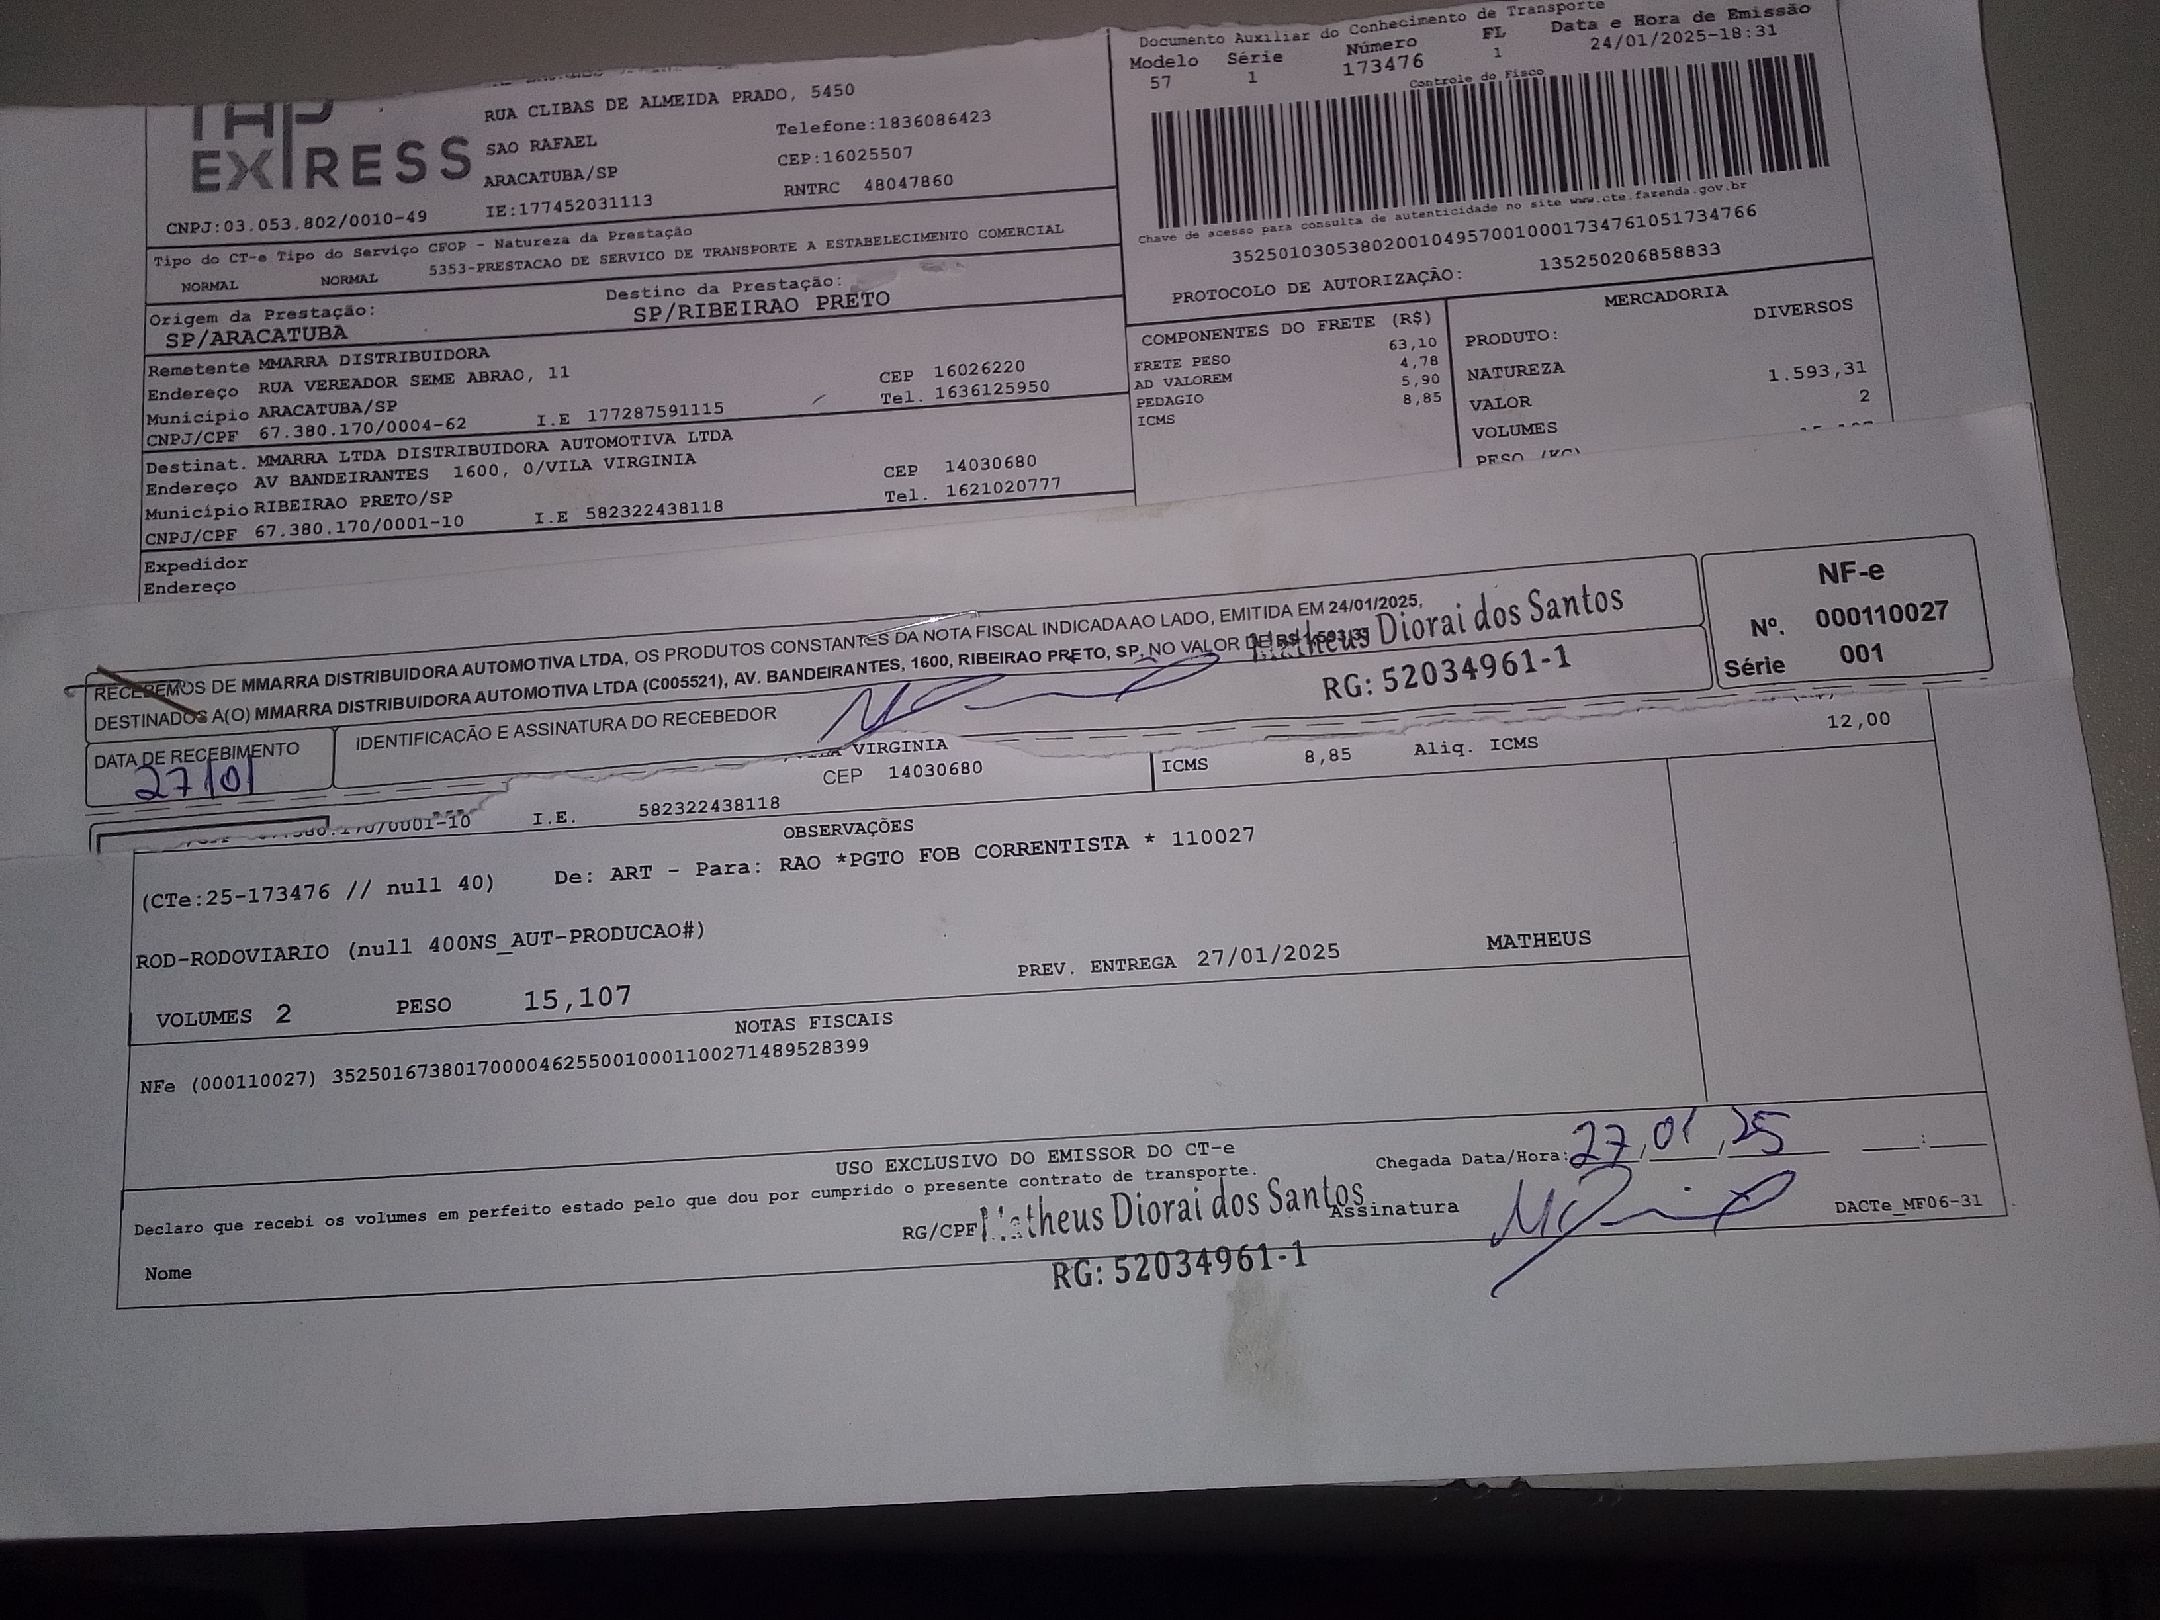 TAP
EXPRESS
RUA CLIBAS DE ALMEIDA PRADO, 5450
SAO RAFAEL
Telefone:1836086423
CEP:16025507
ARACATUBA/SP
RNTRC 48047860
CNPJ:03.053.802/0010-49
IE:177452031113
Tipo do CT-e Tipo do Serviço CFOP - Natureza da Prestação
NORMAL NORMAL 5353-PRESTACAO DE SERVICO DE TRANSPORTE A ESTABELECIMENTO COMERCIAL
Origem da Prestação:
SP/ARACATUBA
Destino da Prestação:
SP/RIBEIRAO PRETO
Remetente MMARRA DISTRIBUIDORA
Endereço RUA VEREADOR SEME ABRAO, 11
CEP 16026220
Município ARACATUBA/SP
Tel. 1636125950
CNPJ/CPF 67.380.170/0004-62 I.E 177287591115
Destinat. MMARRA LTDA DISTRIBUIDORA AUTOMOTIVA LTDA
Endereço AV BANDEIRANTES 1600, 0/VILA VIRGINIA
CEP 14030680
Município RIBEIRAO PRETO/SP
Tel. 1621020777
CNPJ/CPF 67.380.170/0001-10 I.E 582322438118
Expedidor
Endereço
Documento Auxiliar do Conhecimento de Transporte
Modelo Série Número FL Data e Hora de Emissão
57 1 173476 1 24/01/2025-18:31
Controle do Fisco
Chave de acesso para consulta de autenticidade no site www.cte.fazenda.gov.br
35250103053802001049570010001734761051734766
PROTOCOLO DE AUTORIZAÇÃO: 135250206858833
COMPONENTES DO FRETE (R$)
FRETE PESO 63,10
AD VALOREM 4,78
PEDAGIO 5,90
ICMS 8,85
MERCADORIA
PRODUTO: DIVERSOS
NATUREZA
VALOR 1.593,31
VOLUMES 2
PESO (KG)
RECEBEMOS DE MMARRA DISTRIBUIDORA AUTOMOTIVA LTDA, OS PRODUTOS CONSTANTES DA NOTA FISCAL INDICADA AO LADO, EMITIDA EM 24/01/2025,
DESTINADOS A(O) MMARRA DISTRIBUIDORA AUTOMOTIVA LTDA (C005521), AV. BANDEIRANTES, 1600, RIBEIRAO PRETO, SP, NO VALOR DE R$
Matheus Diorai dos Santos
RG: 52034961-1
DATA DE RECEBIMENTO
27/01
IDENTIFICAÇÃO E ASSINATURA DO RECEBEDOR
NF-e
Nº. 000110027
Série 001
VIRGINIA
CEP 14030680
ICMS 8,85 Aliq. ICMS 12,00
/0001-10 I.E. 582322438118
OBSERVAÇÕES
(CTe:25-173476 // null 40) De: ART - Para: RAO *PGTO FOB CORRENTISTA * 110027
ROD-RODOVIARIO (null 400NS_AUT-PRODUCAO#)
PREV. ENTREGA 27/01/2025 MATHEUS
VOLUMES 2 PESO 15,107
NOTAS FISCAIS
NFe (000110027) 35250167380170000462550010001100271489528399
USO EXCLUSIVO DO EMISSOR DO CT-e
Declaro que recebi os volumes em perfeito estado pelo que dou por cumprido o presente contrato de transporte.
Chegada Data/Hora: 27,01,25 :
RG/CPF Matheus Diorai dos Santos
Assinatura
DACTe_MF06-31
Nome
RG: 52034961-1